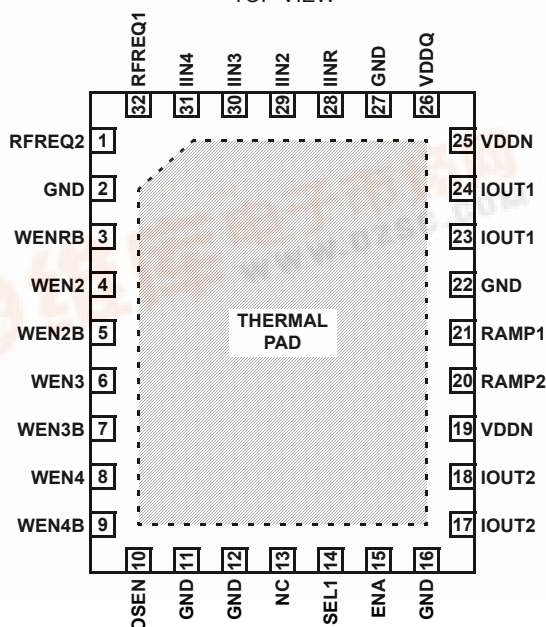 RFREQ1
IIN4
IIN3
IIN2
IINR
GND
VDDQ
32 31 30 29 28 27 26
RFREQ2 1
GND 2
WENRB 3
WEN2 4
WEN2B 5
WEN3 6
WEN3B 7
WEN4 8
WEN4B 9
THERMAL
PAD
25 VDDN
24 IOUT1
23 IOUT1
22 GND
21 RAMP1
20 RAMP2
19 VDDN
18 IOUT2
17 IOUT2
10 11 12 13 14 15 16
OSEN
GND
GND
NC
SEL1
ENA
GND
WWW.DZSC.COM